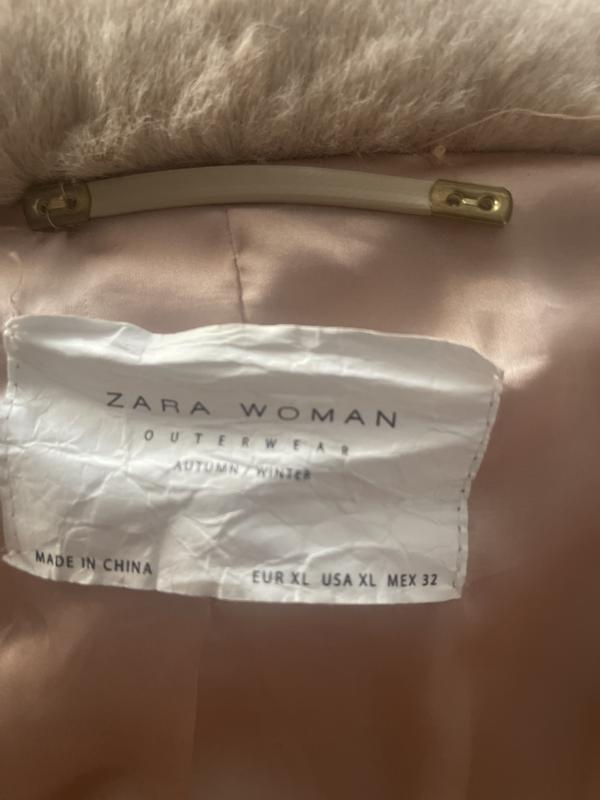 ZARA WOMAN
OUTERWEAR
AUTUMN / WINTER
MADE IN CHINA
EUR XL USA XL MEX 32